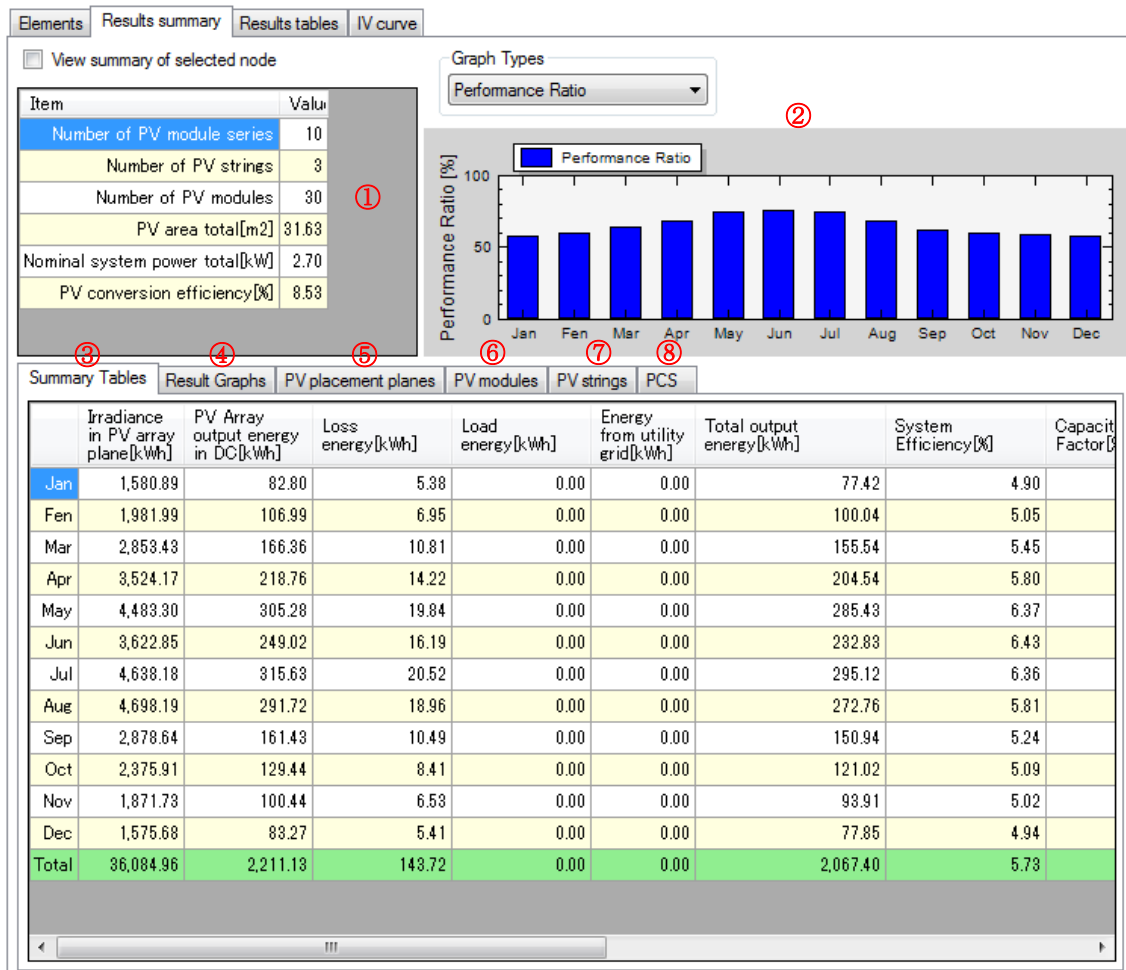 Elements Results summary Results tables IV curve
View summary of selected node
Graph Types
Performance Ratio
Item Valu
Number of PV module series 10
Number of PV strings 3
Number of PV modules 30
PV area total[m2] 31.63
Nominal system power total[kW] 2.70
PV conversion efficiency[%] 8.53
①
②
Performance Ratio
Performance Ratio [%]
100
50
0
Jan Fen Mar Apr May Jun Jul Aug Sep Oct Nov Dec
③ ④ ⑤ ⑥ ⑦ ⑧
Summary Tables Result Graphs PV placement planes PV modules PV strings PCS
Irradiance in PV array plane[kWh] PV Array output energy in DC[kWh] Loss energy[kWh] Load energy[kWh] Energy from utility grid[kWh] Total output energy[kWh] System Efficiency[%] Capacit Factor[%
Jan 1,580.89 82.80 5.38 0.00 0.00 77.42 4.90
Fen 1,981.99 106.99 6.95 0.00 0.00 100.04 5.05
Mar 2,853.43 166.36 10.81 0.00 0.00 155.54 5.45
Apr 3,524.17 218.76 14.22 0.00 0.00 204.54 5.80
May 4,483.30 305.28 19.84 0.00 0.00 285.43 6.37
Jun 3,622.85 249.02 16.19 0.00 0.00 232.83 6.43
Jul 4,638.18 315.63 20.52 0.00 0.00 295.12 6.36
Aug 4,698.19 291.72 18.96 0.00 0.00 272.76 5.81
Sep 2,878.64 161.43 10.49 0.00 0.00 150.94 5.24
Oct 2,375.91 129.44 8.41 0.00 0.00 121.02 5.09
Nov 1,871.73 100.44 6.53 0.00 0.00 93.91 5.02
Dec 1,575.68 83.27 5.41 0.00 0.00 77.85 4.94
Total 36,084.96 2,211.13 143.72 0.00 0.00 2,067.40 5.73